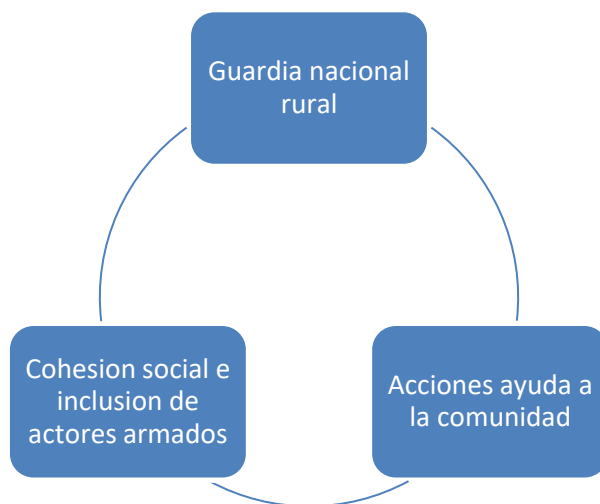 Guardia nacional
rural
Cohesion social e
inclusion de
actores armados
Acciones ayuda a
la comunidad